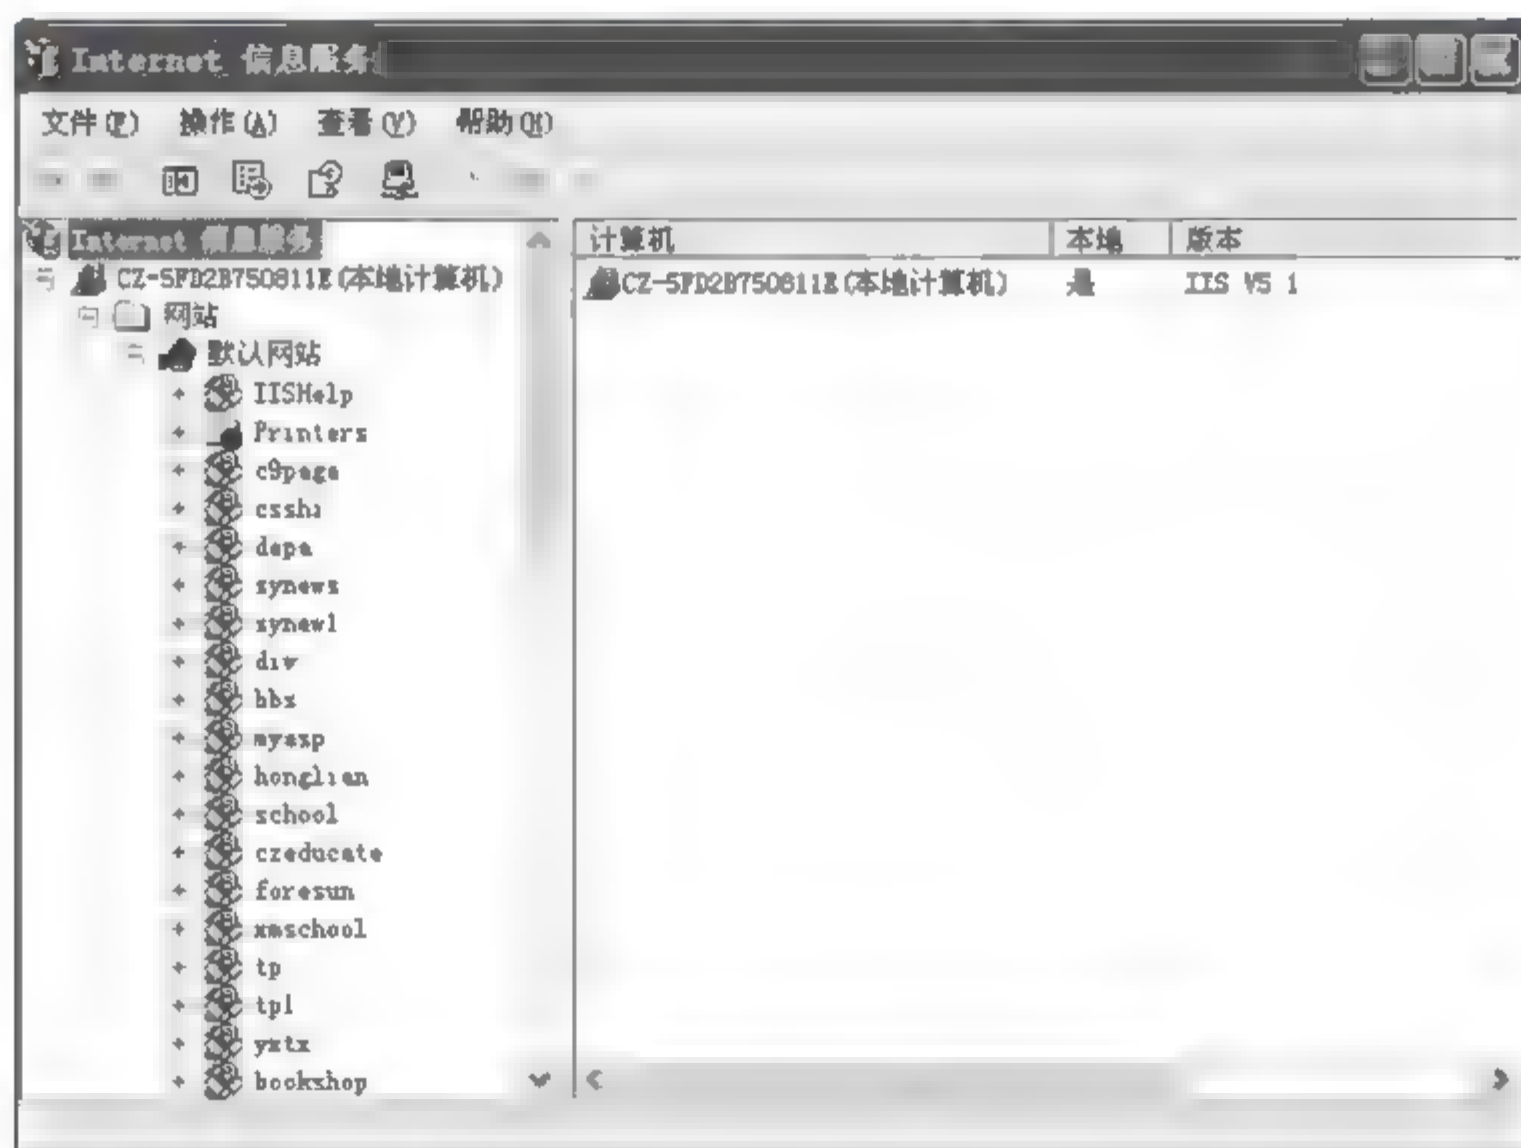 Internet 信息服务
文件(F) 操作(A) 查看(V) 帮助(H)
Internet 信息服务
计算机 本地 版本
CZ-5FD2B750811E(本地计算机)
CZ-5FD2B750811E(本地计算机) 是 IIS V5.1
网站
默认网站
IISHelp
Printers
c9page
csshi
depa
synews
synew1
div
bbs
myasp
honglian
school
czeducate
foresun
xmschool
tp
tp1
yxtx
bookshop